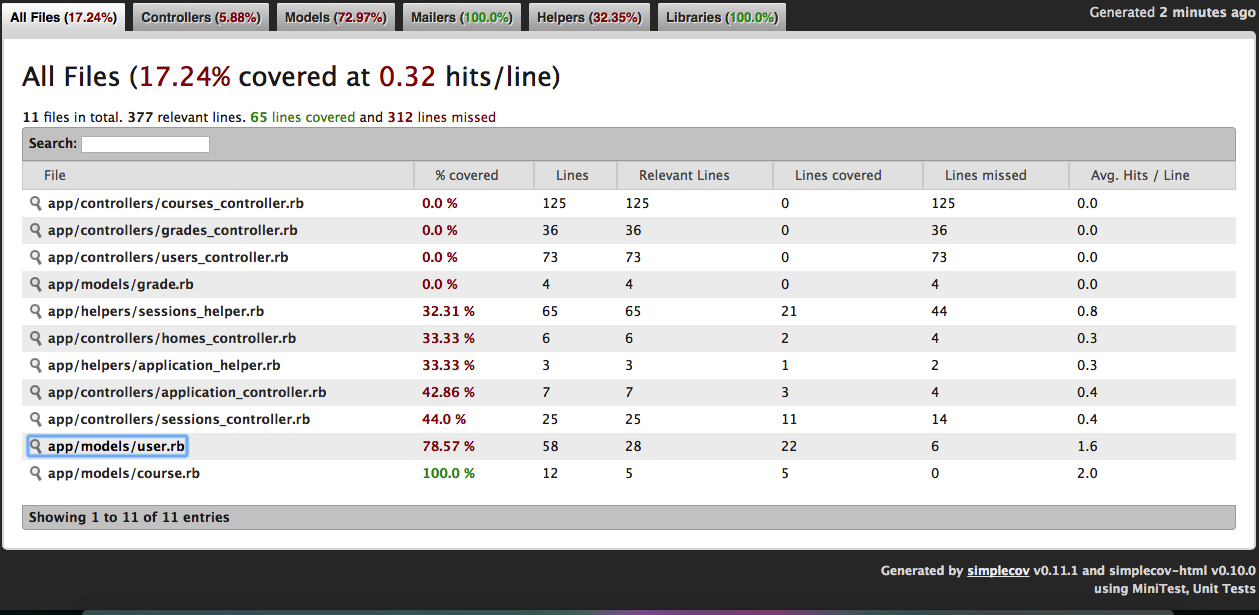 All Files (17.24%) Controllers (5.88%) Models (72.97%) Mailers (100.0%) Helpers (32.35%) Libraries (100.0%) Generated 2 minutes ago
All Files (17.24% covered at 0.32 hits/line)
11 files in total. 377 relevant lines. 65 lines covered and 312 lines missed
Search:
File % covered Lines Relevant Lines Lines covered Lines missed Avg. Hits / Line
app/controllers/courses_controller.rb 0.0 % 125 125 0 125 0.0
app/controllers/grades_controller.rb 0.0 % 36 36 0 36 0.0
app/controllers/users_controller.rb 0.0 % 73 73 0 73 0.0
app/models/grade.rb 0.0 % 4 4 0 4 0.0
app/helpers/sessions_helper.rb 32.31 % 65 65 21 44 0.8
app/controllers/homes_controller.rb 33.33 % 6 6 2 4 0.3
app/helpers/application_helper.rb 33.33 % 3 3 1 2 0.3
app/controllers/application_controller.rb 42.86 % 7 7 3 4 0.4
app/controllers/sessions_controller.rb 44.0 % 25 25 11 14 0.4
app/models/user.rb 78.57 % 58 28 22 6 1.6
app/models/course.rb 100.0 % 12 5 5 0 2.0
Showing 1 to 11 of 11 entries
Generated by simplecov v0.11.1 and simplecov-html v0.10.0
using MiniTest, Unit Tests